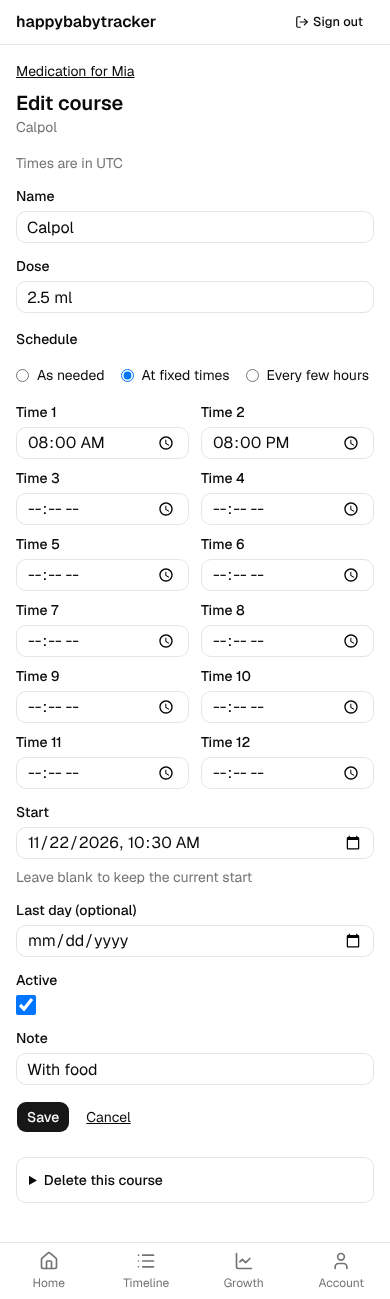 happybabytracker
Sign out
Medication for Mia
Edit course
Calpol
Times are in UTC
Name
Calpol
Dose
2.5 ml
Schedule
As needed At fixed times Every few hours
Time 1 Time 2
08:00 AM 08:00 PM
Time 3 Time 4
--:-- -- --:-- --
Time 5 Time 6
--:-- -- --:-- --
Time 7 Time 8
--:-- -- --:-- --
Time 9 Time 10
--:-- -- --:-- --
Time 11 Time 12
--:-- -- --:-- --
Start
11/22/2026, 10:30 AM
Leave blank to keep the current start
Last day (optional)
mm/dd/yyyy
Active
Note
With food
Save Cancel
Delete this course
Home Timeline Growth Account